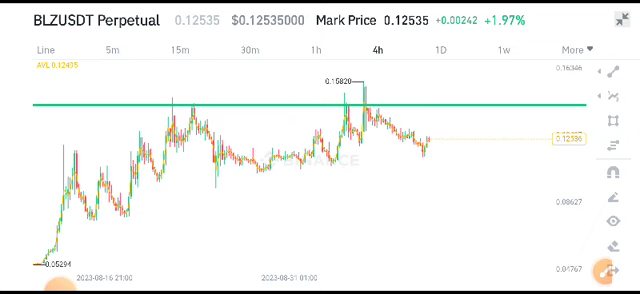 BLZUSDT Perpetual 0.12535 $0.12535000 Mark Price 0.12535 +0.00242 +1.97%
Line 5m 15m 30m 1h 4h 1D 1w More
AVL 0.12435
0.16346
0.15820
0.12536
BINANCE
0.08627
0.05294
0.04767
2023-08-16 21:00 2023-08-31 01:00